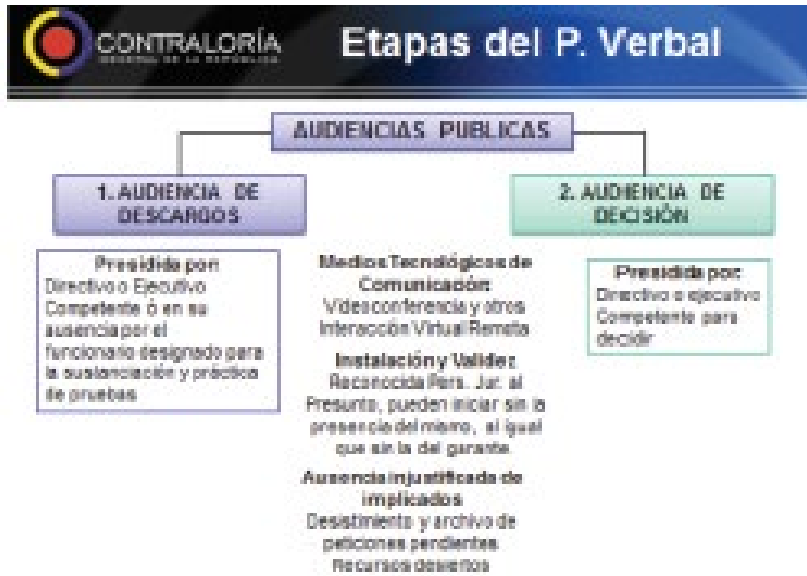 CONTRALORÍA
GENERAL DE LA REPÚBLICA
Etapas del P. Verbal
AUDIENCIAS PUBLICAS
1. AUDIENCIA DE
DESCARGOS
2. AUDIENCIA DE
DECISIÓN
Presidida por:
Directivo o Ejecutivo
Competente ó en su
ausencia por el
funcionario designado para
la sustanciación y práctica
de pruebas
Medios Tecnológicos de
Comunicación:
Videoconferencia y otros
Interacción Virtual Remota
Instalación y Validez
Reconocida Pers. Jur. al
Presunto, pueden iniciar sin la
presencia del mismo, al igual
que sin la del garante.
Ausencia injustificada de
implicados
Desistimiento y archivo de
peticiones pendientes
Recursos desiertos
Presidida por:
Directivo o ejecutivo
Competente para
decidir